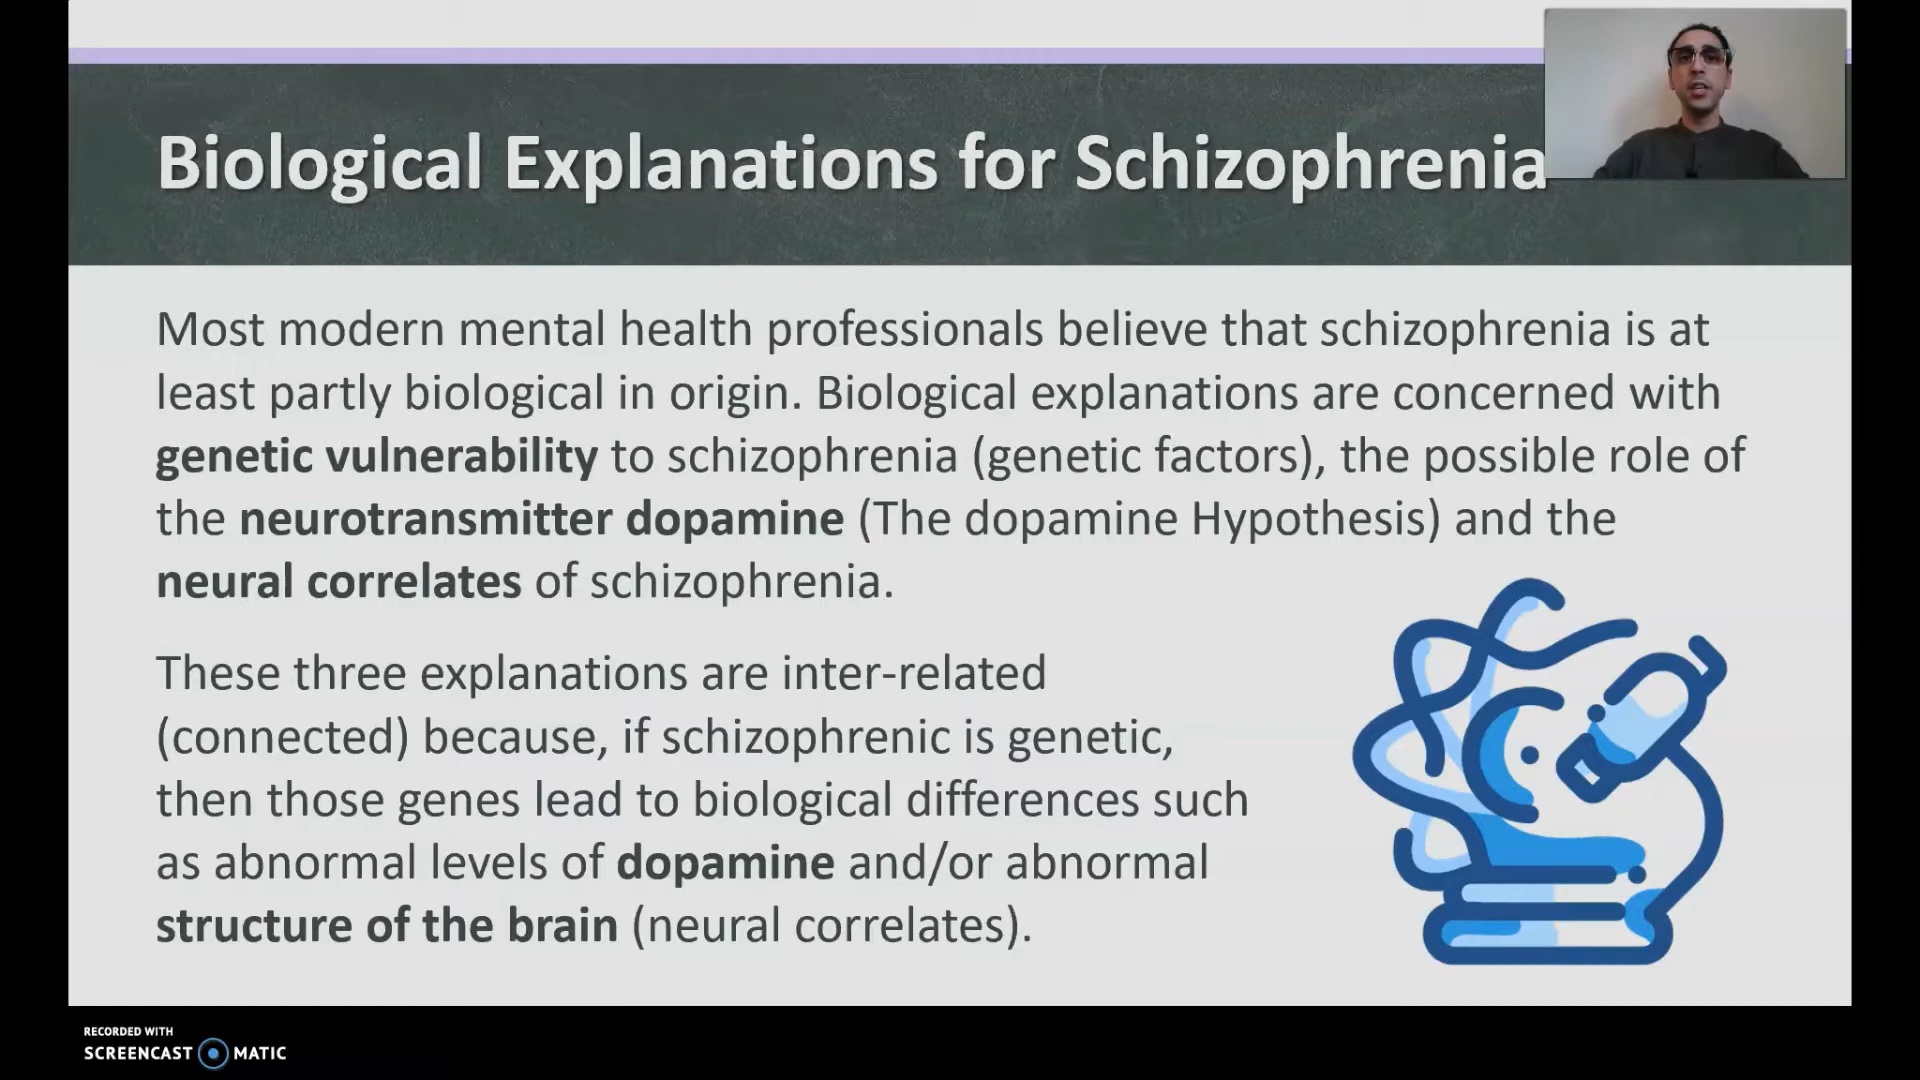 Biological Explanations for Schizophrenia
Most modern mental health professionals believe that schizophrenia is at
least partly biological in origin. Biological explanations are concerned with
genetic vulnerability to schizophrenia (genetic factors), the possible role of
the neurotransmitter dopamine (The dopamine Hypothesis) and the
neural correlates of schizophrenia.
These three explanations are inter-related
(connected) because, if schizophrenic is genetic,
then those genes lead to biological differences such
as abnormal levels of dopamine and/or abnormal
structure of the brain (neural correlates).
RECORDED WITH
SCREENCAST MATIC